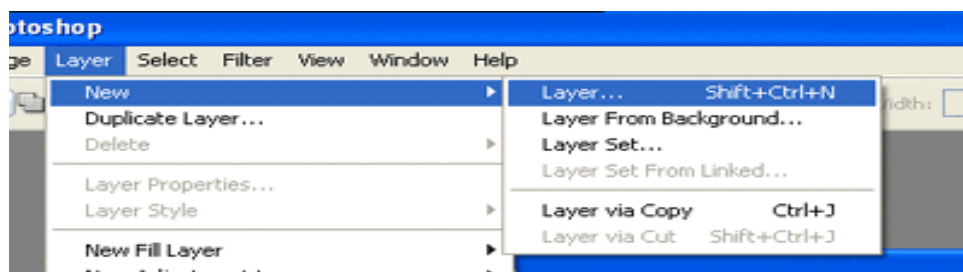 otoshop
ge Layer Select Filter View Window Help
New
Duplicate Layer...
Delete
Layer Properties...
Layer Style
New Fill Layer
Layer... Shift+Ctrl+N
Layer From Background...
Layer Set...
Layer Set From Linked...
Layer via Copy Ctrl+J
Layer via Cut Shift+Ctrl+J
idth: